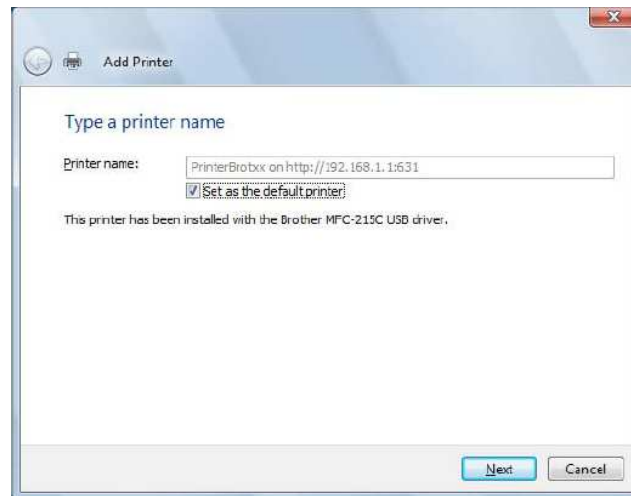 Add Printer
Type a printer name
Printer name: PrinterBrotxx on http://192.168.1.1:631
Set as the default printer
This printer has been installed with the Brother MFC-215C USB driver.
Next Cancel